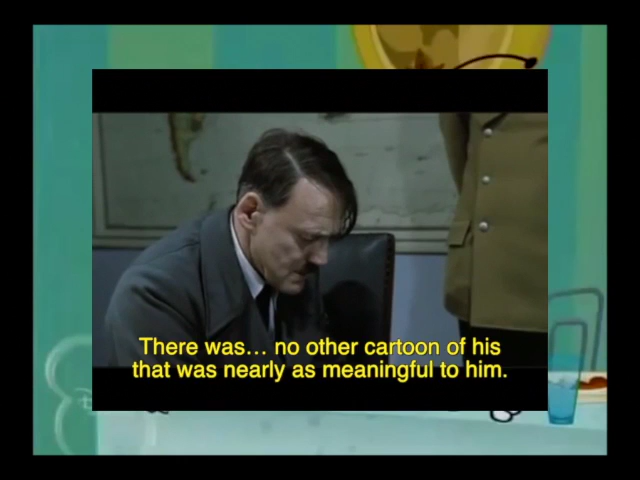 There was... no other cartoon of his
that was nearly as meaningful to him.